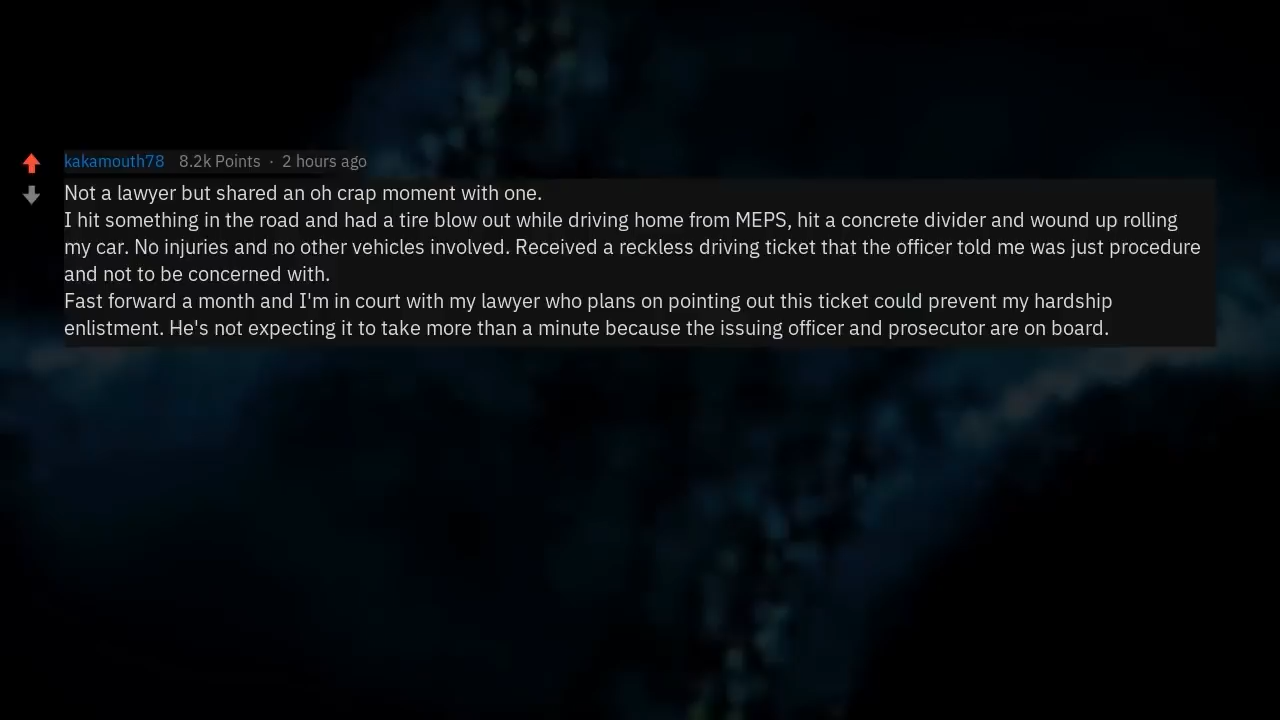 kakamouth78 8.2k Points · 2 hours ago
Not a lawyer but shared an oh crap moment with one.
I hit something in the road and had a tire blow out while driving home from MEPS, hit a concrete divider and wound up rolling
my car. No injuries and no other vehicles involved. Received a reckless driving ticket that the officer told me was just procedure
and not to be concerned with.
Fast forward a month and I'm in court with my lawyer who plans on pointing out this ticket could prevent my hardship
enlistment. He's not expecting it to take more than a minute because the issuing officer and prosecutor are on board.